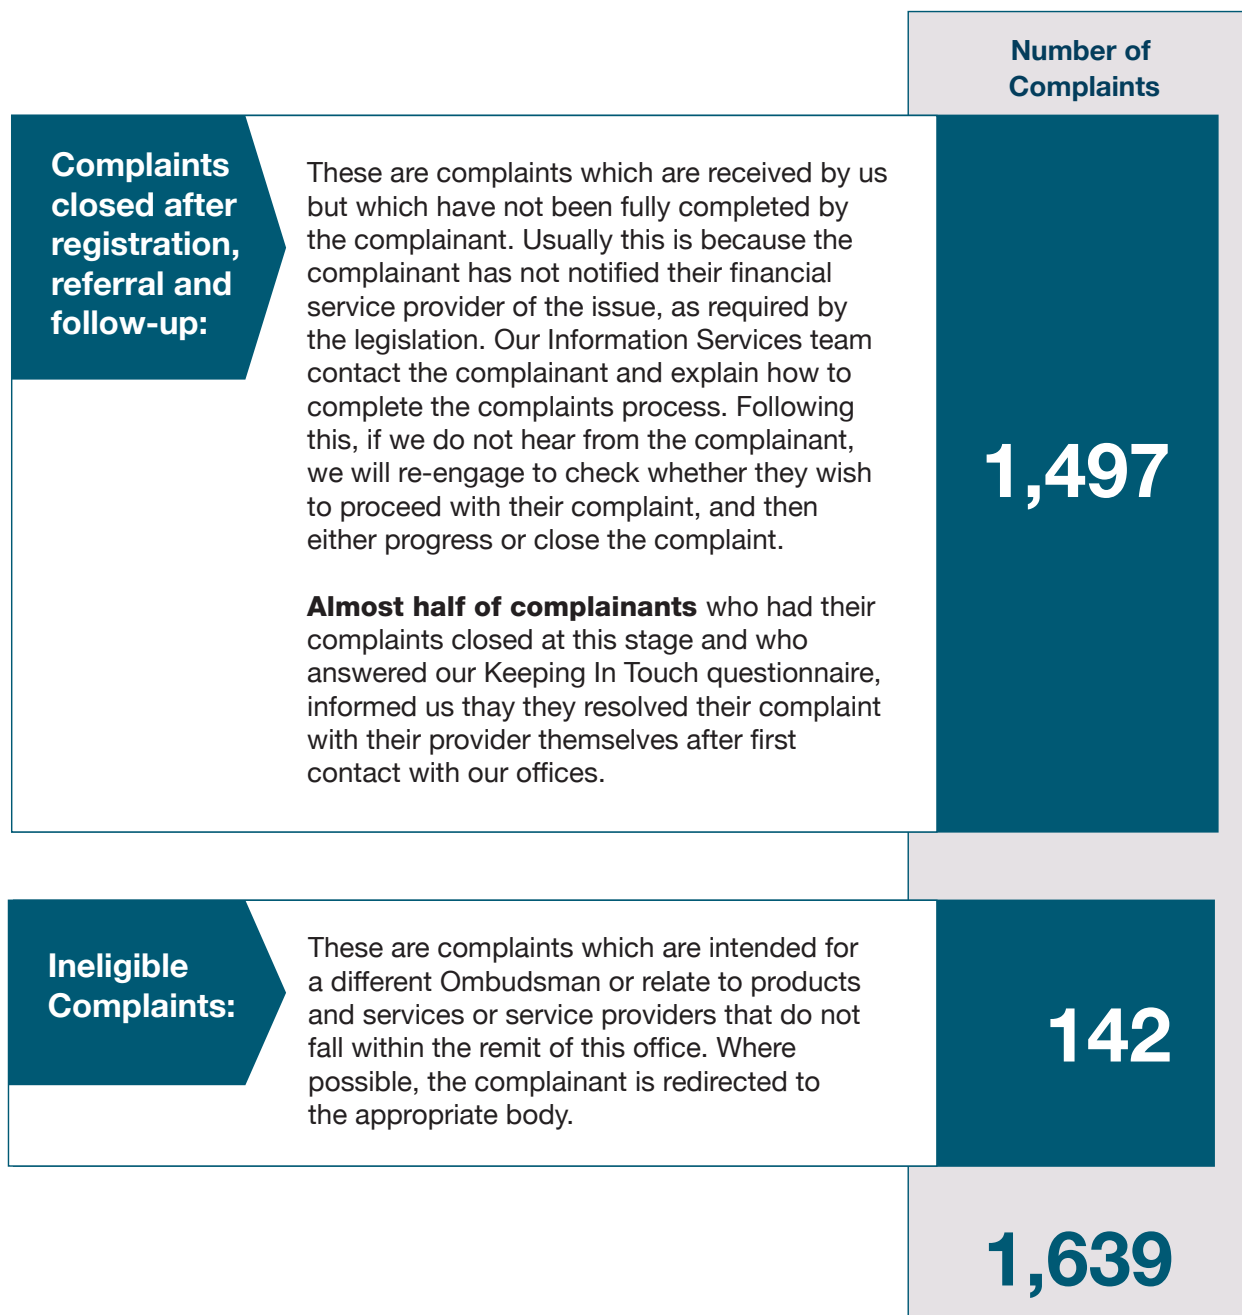 Number of
Complaints
Complaints
closed after
registration,
referral and
follow-up:
These are complaints which are received by us
but which have not been fully completed by
the complainant. Usually this is because the
complainant has not notified their financial
service provider of the issue, as required by
the legislation. Our Information Services team
contact the complainant and explain how to
complete the complaints process. Following
this, if we do not hear from the complainant,
we will re-engage to check whether they wish
to proceed with their complaint, and then
either progress or close the complaint.
Almost half of complainants who had their
complaints closed at this stage and who
answered our Keeping In Touch questionnaire,
informed us thay they resolved their complaint
with their provider themselves after first
contact with our offices.
1,497
Ineligible
Complaints:
These are complaints which are intended for
a different Ombudsman or relate to products
and services or service providers that do not
fall within the remit of this office. Where
possible, the complainant is redirected to
the appropriate body.
142
1,639